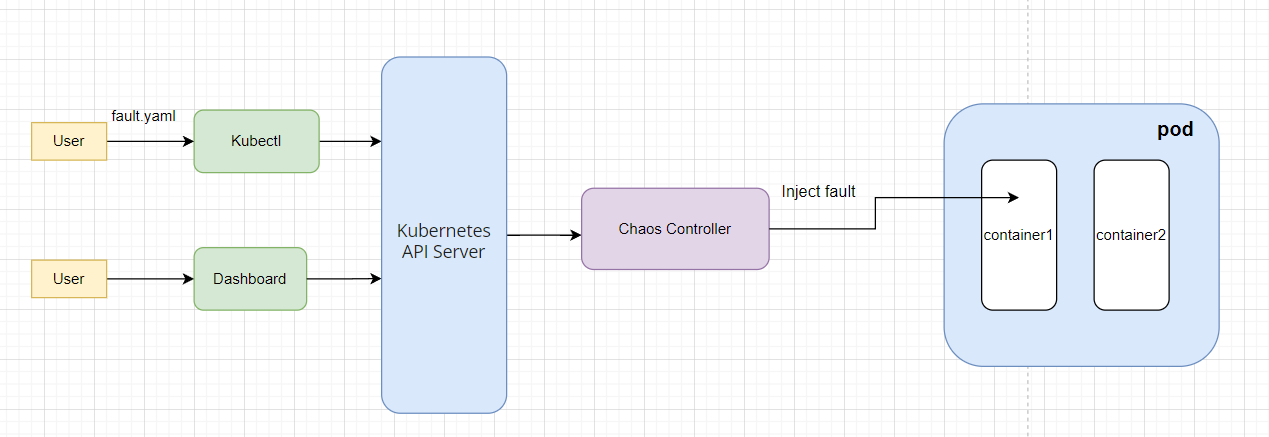 fault.yaml
User
Kubectl
User
Dashboard
Kubernetes
API Server
Chaos Controller
Inject fault
pod
container1
container2